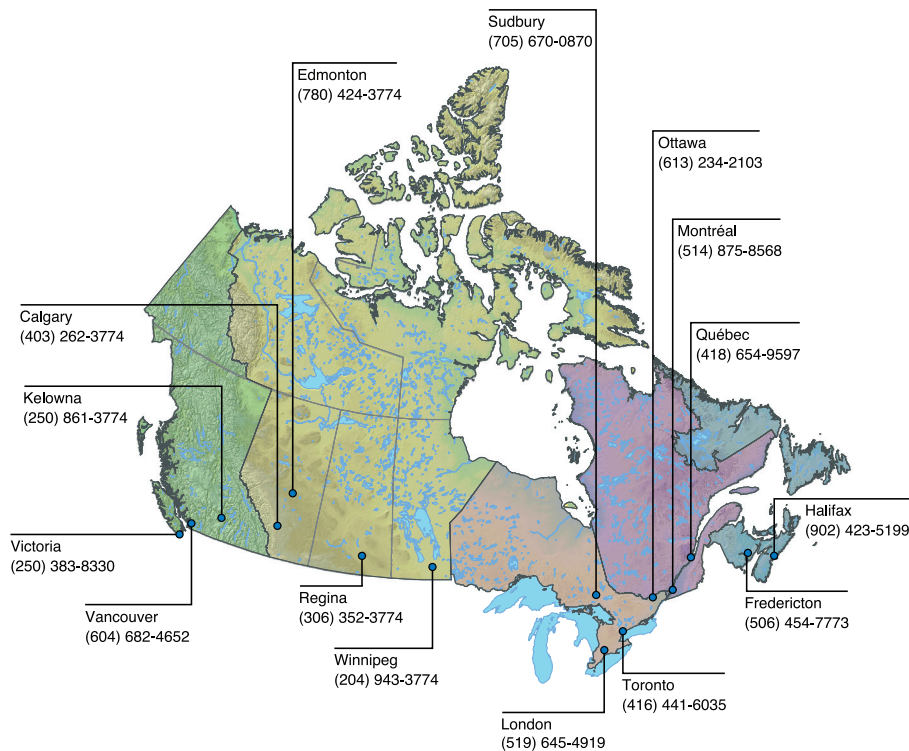 Sudbury
(705) 670-0870
Edmonton
(780) 424-3774
Ottawa
(613) 234-2103
Montréal
(514) 875-8568
Calgary
(403) 262-3774
Québec
(418) 654-9597
Kelowna
(250) 861-3774
Halifax
(902) 423-5199
Victoria
(250) 383-8330
Regina
(306) 352-3774
Fredericton
(506) 454-7773
Vancouver
(604) 682-4652
Winnipeg
(204) 943-3774
Toronto
(416) 441-6035
London
(519) 645-4919